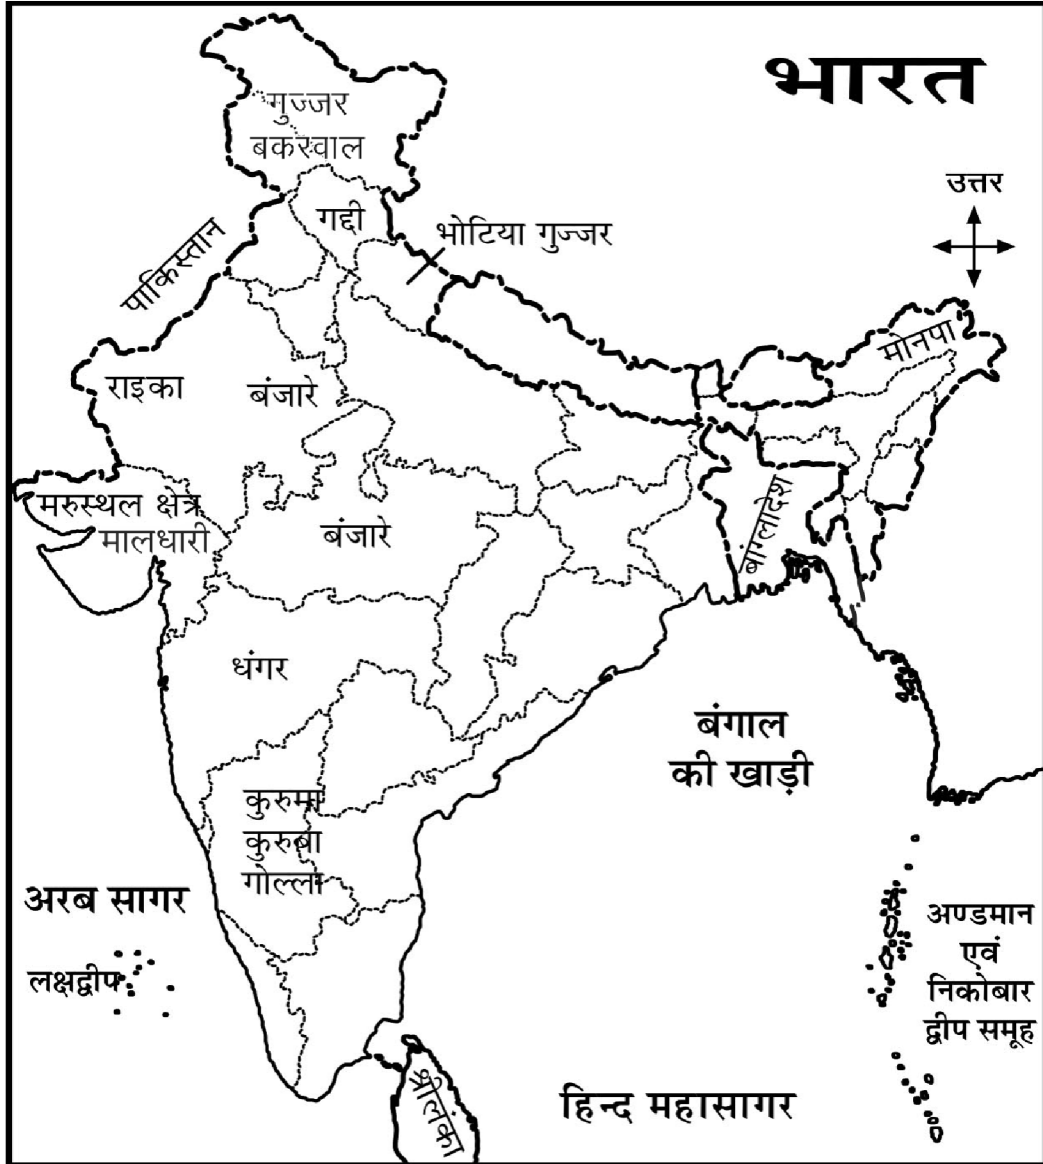 भारत
गुज्जर
बकरवाल
उत्तर
गद्दी
भोटिया गुज्जर
पाकिस्तान
मोनपा
राइका
बंजारे
मरुस्थल क्षेत्र
मालधारी
बंजारे
बांग्लादेश
धंगर
बंगाल
की खाड़ी
कुरुमा
कुरुबा
गोल्ला
अरब सागर
लक्षद्वीप
अण्डमान
एवं
निकोबार
द्वीप समूह
हिन्द महासागर
श्रीलंका